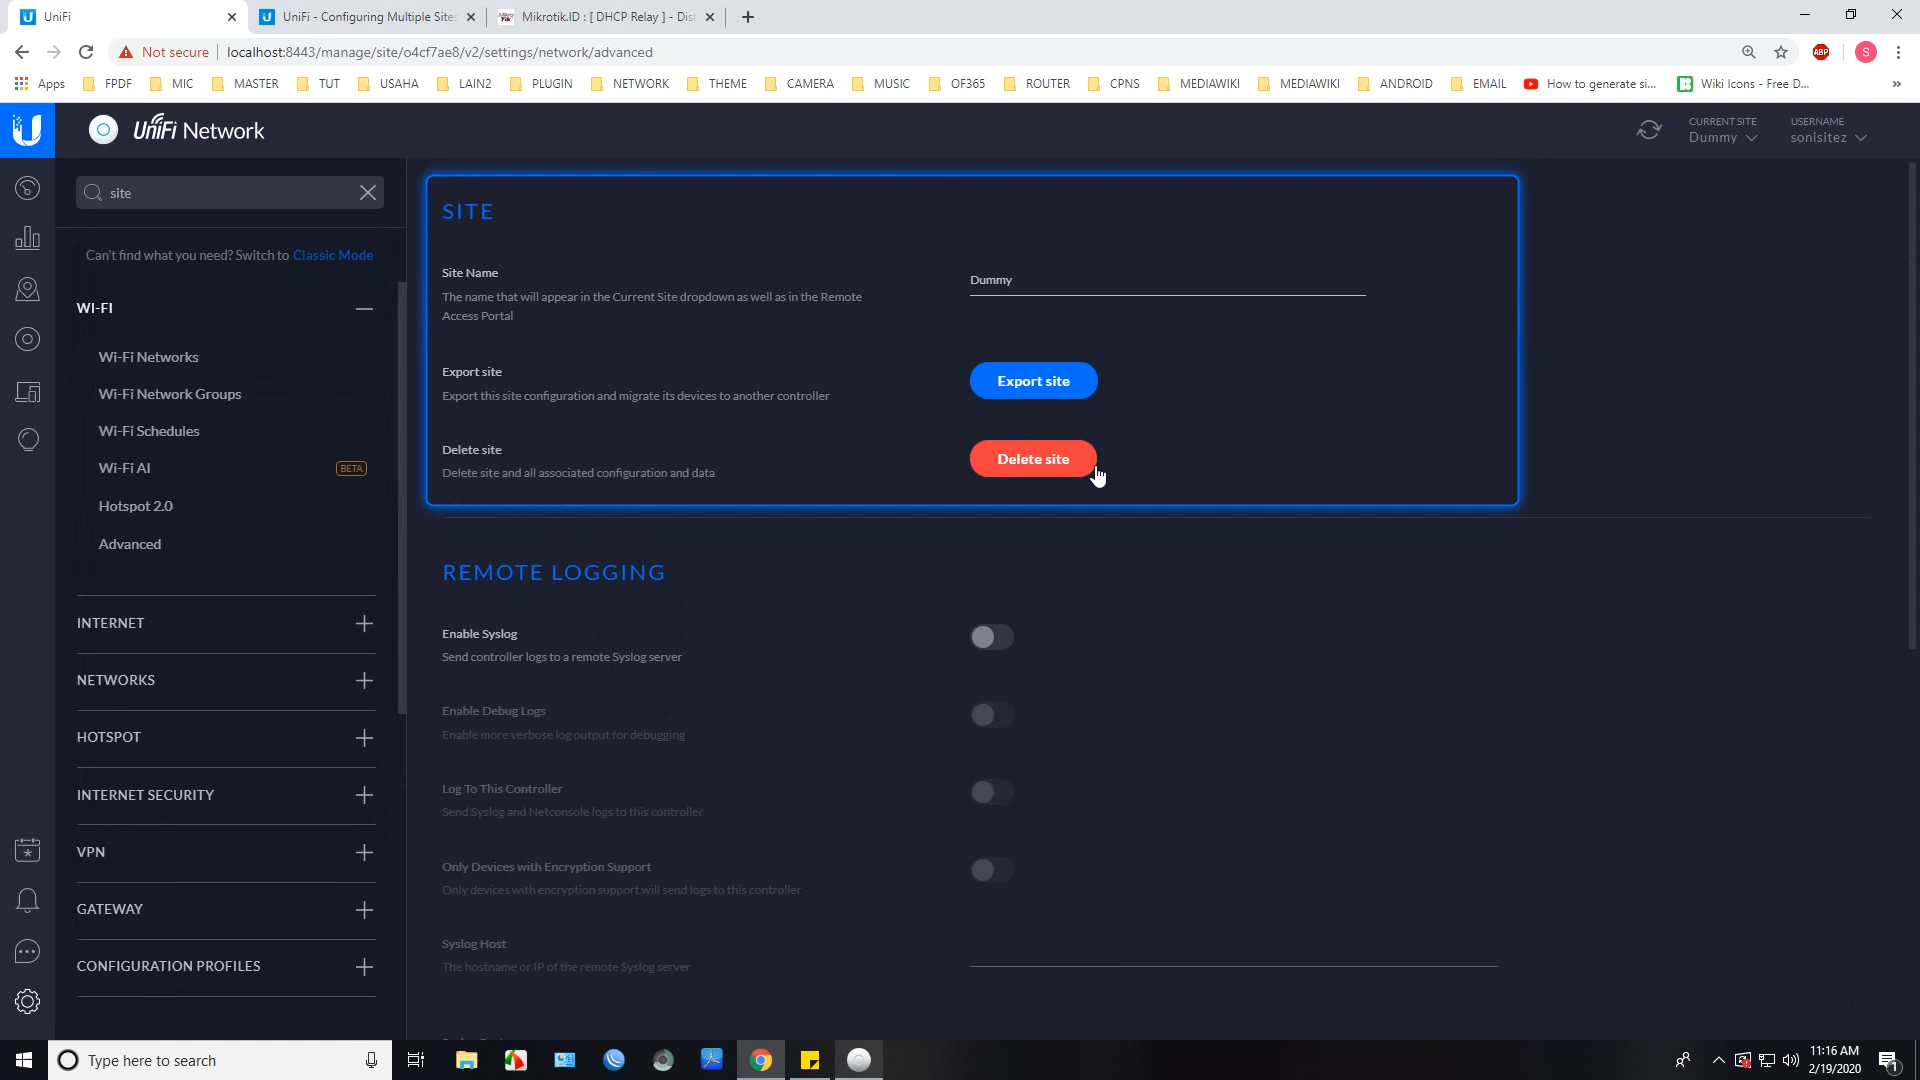 UniFi
UniFi - Configuring Multiple Sites
Mikrotik.ID : [ DHCP Relay ] - Dis
Not secure
localhost:8443/manage/site/o4cf7ae8/v2/settings/network/advanced
ABP
S
Apps
FPDF
MIC
MASTER
TUT
USAHA
LAIN2
PLUGIN
NETWORK
THEME
CAMERA
MUSIC
OF365
ROUTER
CPNS
MEDIAWIKI
MEDIAWIKI
ANDROID
EMAIL
How to generate si...
Wiki Icons - Free D...
»
UniFi Network
CURRENT SITE
Dummy
USERNAME
sonisitez
site
Can't find what you need? Switch to Classic Mode
WI-FI
Wi-Fi Networks
Wi-Fi Network Groups
Wi-Fi Schedules
Wi-Fi AI
BETA
Hotspot 2.0
Advanced
INTERNET
NETWORKS
HOTSPOT
INTERNET SECURITY
VPN
GATEWAY
CONFIGURATION PROFILES
SITE
Site Name
The name that will appear in the Current Site dropdown as well as in the Remote
Access Portal
Dummy
Export site
Export this site configuration and migrate its devices to another controller
Export site
Delete site
Delete site and all associated configuration and data
Delete site
REMOTE LOGGING
Enable Syslog
Send controller logs to a remote Syslog server
Enable Debug Logs
Enable more verbose log output for debugging
Log To This Controller
Send Syslog and Netconsole logs to this controller
Only Devices with Encryption Support
Only devices with encryption support will send logs to this controller
Syslog Host
The hostname or IP of the remote Syslog server
Type here to search
11:16 AM
2/19/2020
1